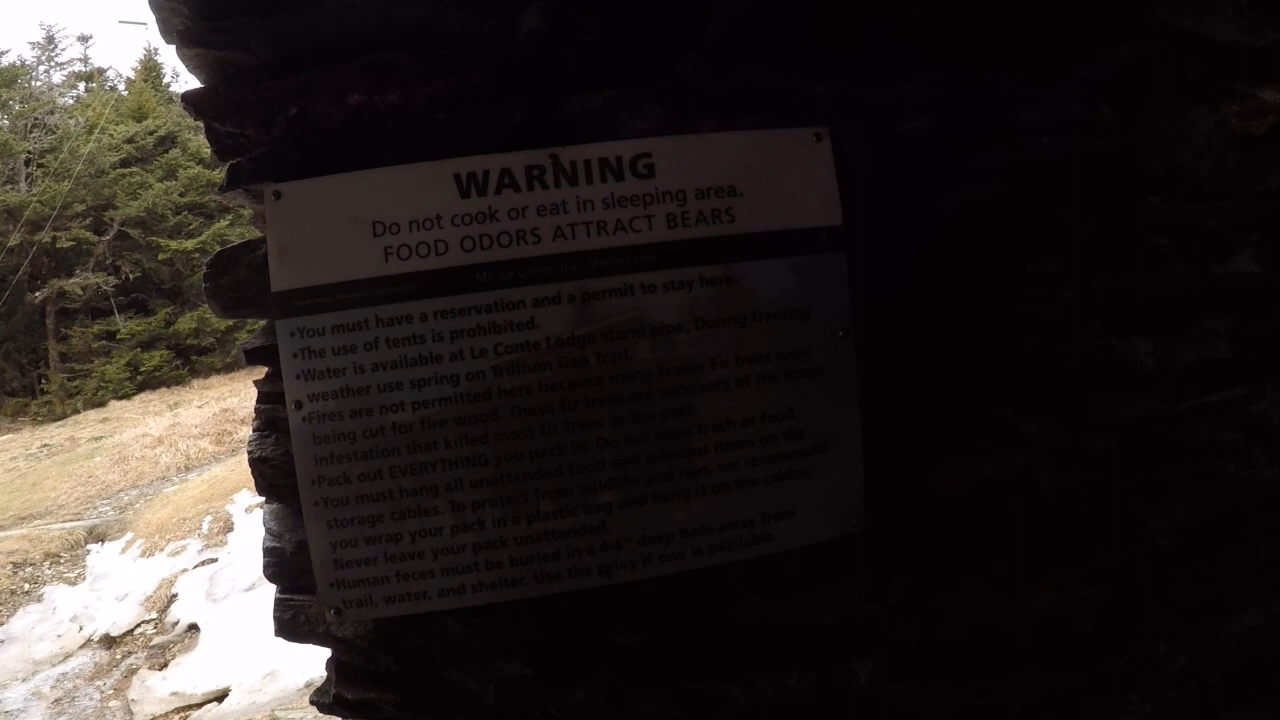 WARNING
Do not cook or eat in sleeping area.
FOOD ODORS ATTRACT BEARS
Mt. Le Conte Trail Shelter
•You must have a reservation and a permit to stay here.
•The use of tents is prohibited.
•Water is available at Le Conte Lodge stand pipe. During freezing
weather use spring on Trillium Gap Trail.
•Fires are not permitted here because many Fraser Fir trees were
being cut for fire wood. These fir trees are survivors of the insect
infestation that killed most fir trees in the park.
•Pack out EVERYTHING you pack in. Do not leave trash or food.
•You must hang all unattended food and odorous items on the
storage cables. To protect from wildlife and rain, we recommend
you wrap your pack in a plastic bag and hang it on the cables.
Never leave your pack unattended.
•Human feces must be buried in a 4-6" deep hole away from
trail, water, and shelter. Use the privy if one is available.